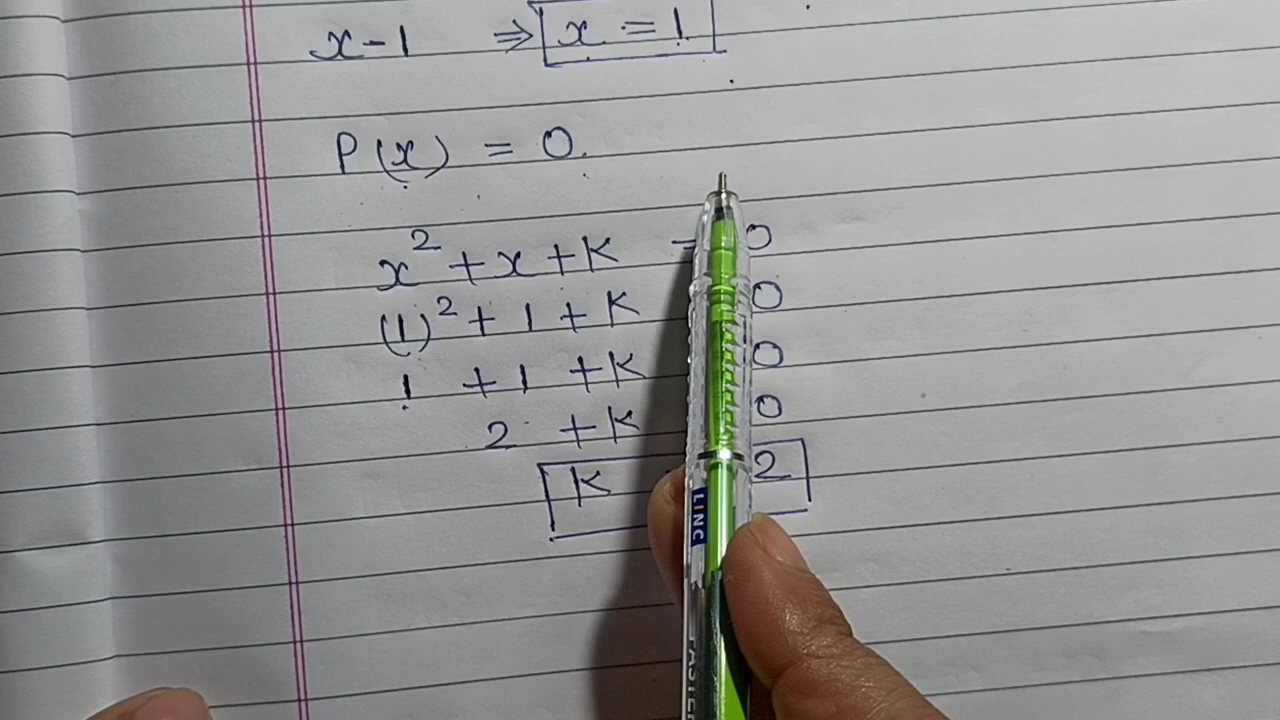 x-1 ⇒ x = 1
P(x) = 0.
x² + x + K = 0
(1)² + 1 + K 0
1 + 1 + K 0
2 + K 0
K 2
LINC